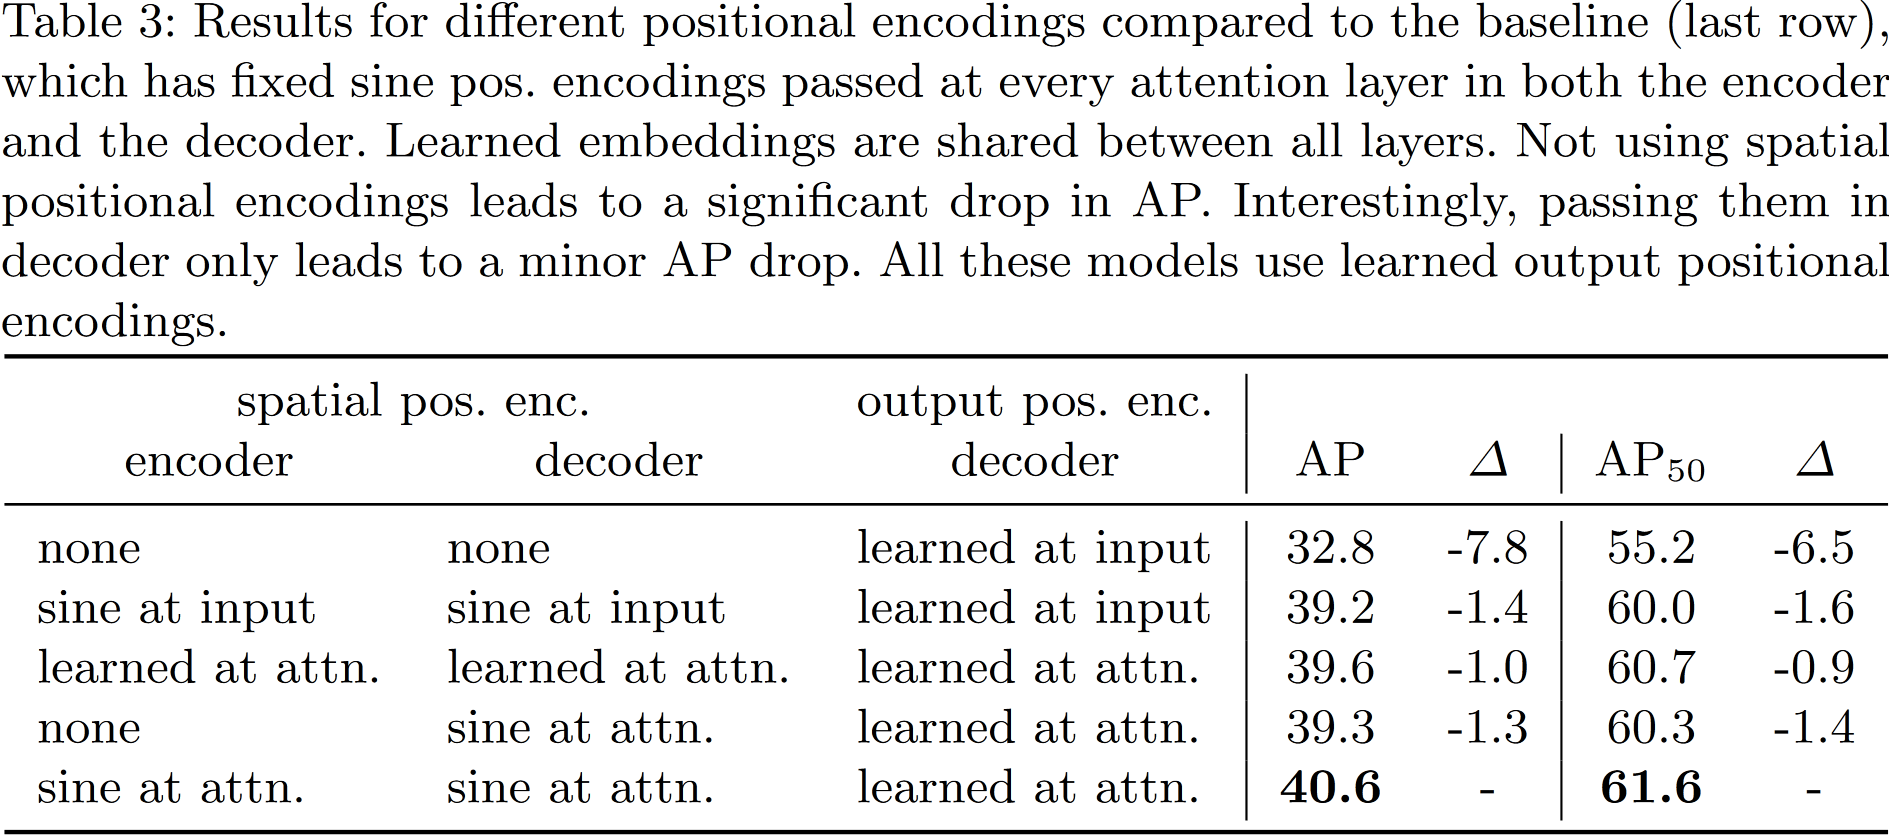 Table 3: Results for different positional encodings compared to the baseline (last row),
which has fixed sine pos. encodings passed at every attention layer in both the encoder
and the decoder. Learned embeddings are shared between all layers. Not using spatial
positional encodings leads to a significant drop in AP. Interestingly, passing them in
decoder only leads to a minor AP drop. All these models use learned output positional
encodings.
spatial pos. enc. output pos. enc.
encoder decoder decoder AP Δ AP₅₀ Δ
none none learned at input 32.8 -7.8 55.2 -6.5
sine at input sine at input learned at input 39.2 -1.4 60.0 -1.6
learned at attn. learned at attn. learned at attn. 39.6 -1.0 60.7 -0.9
none sine at attn. learned at attn. 39.3 -1.3 60.3 -1.4
sine at attn. sine at attn. learned at attn. 40.6 - 61.6 -